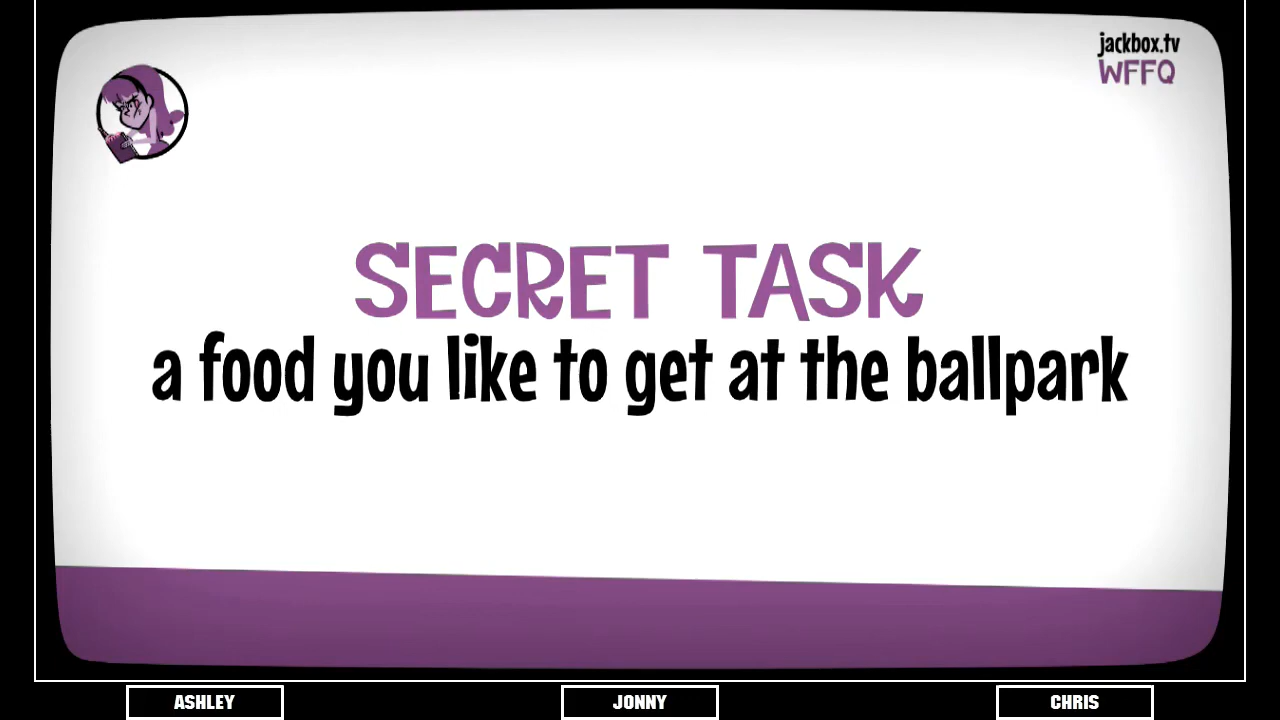 jackbox.tv
WFFQ
SECRET TASK
a food you like to get at the ballpark
ASHLEY
JONNY
CHRIS